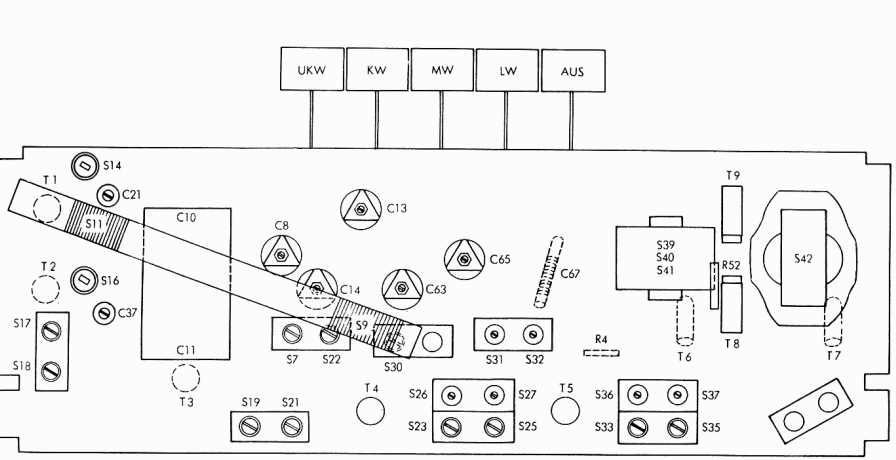 UKW KW MW LW AUS
S14
T1
T9
C21
C10
C13
S11
C8
S39
S40
S41
S42
C65
T2
S16
C14
C63
C67
R52
C37
S17
S9
R4
S18
C11
S7
S22
S30
S31
S32
T6
T8
T7
T3
T4
T5
S26
S27
S36
S37
S19
S21
S23
S25
S33
S35